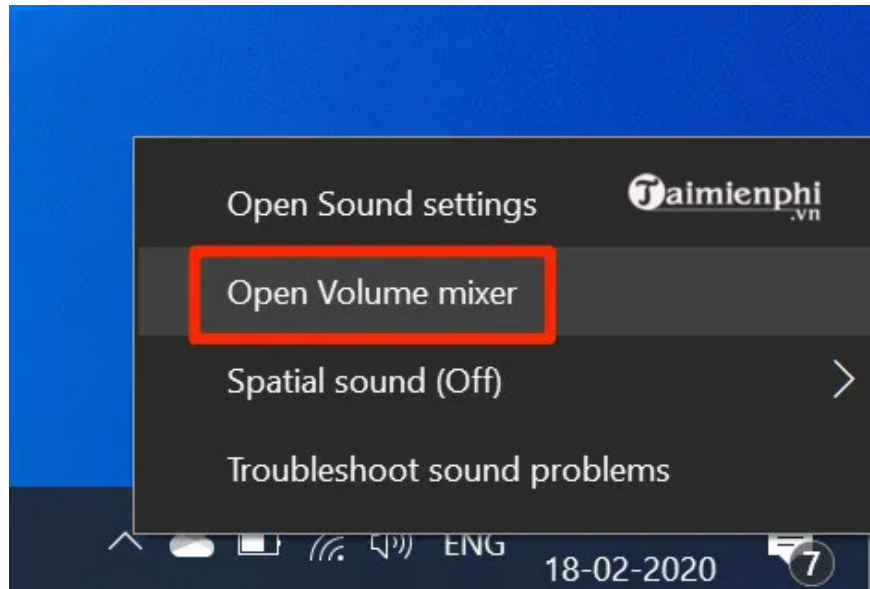 Open Sound settings
Taimienphi
.vn
Open Volume mixer
Spatial sound (Off)
Troubleshoot sound problems
ENG
18-02-2020
7